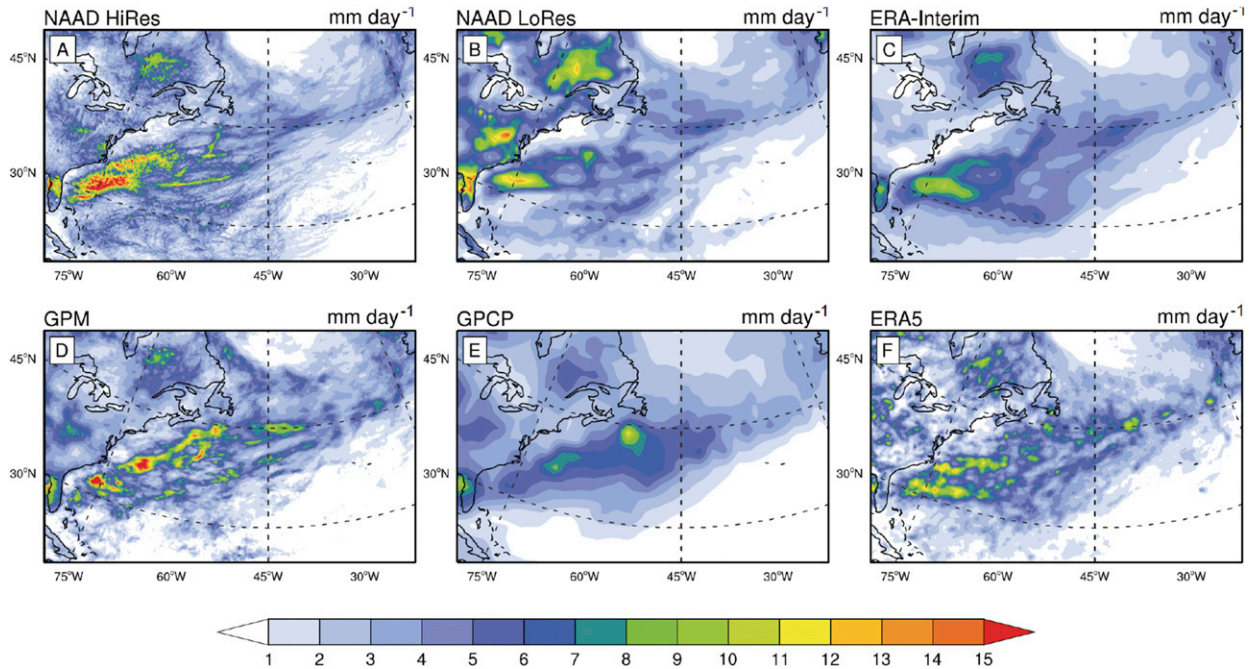 NAAD HiRes mm day-1
NAAD LoRes mm day-1
ERA-Interim mm day-1
A
B
C
45°N
45°N
45°N
30°N
30°N
30°N
75°W 60°W 45°W 30°W
75°W 60°W 45°W 30°W
75°W 60°W 45°W 30°W
GPM mm day-1
GPCP mm day-1
ERA5 mm day-1
D
E
F
45°N
45°N
45°N
30°N
30°N
30°N
75°W 60°W 45°W 30°W
75°W 60°W 45°W 30°W
75°W 60°W 45°W 30°W
1 2 3 4 5 6 7 8 9 10 11 12 13 14 15